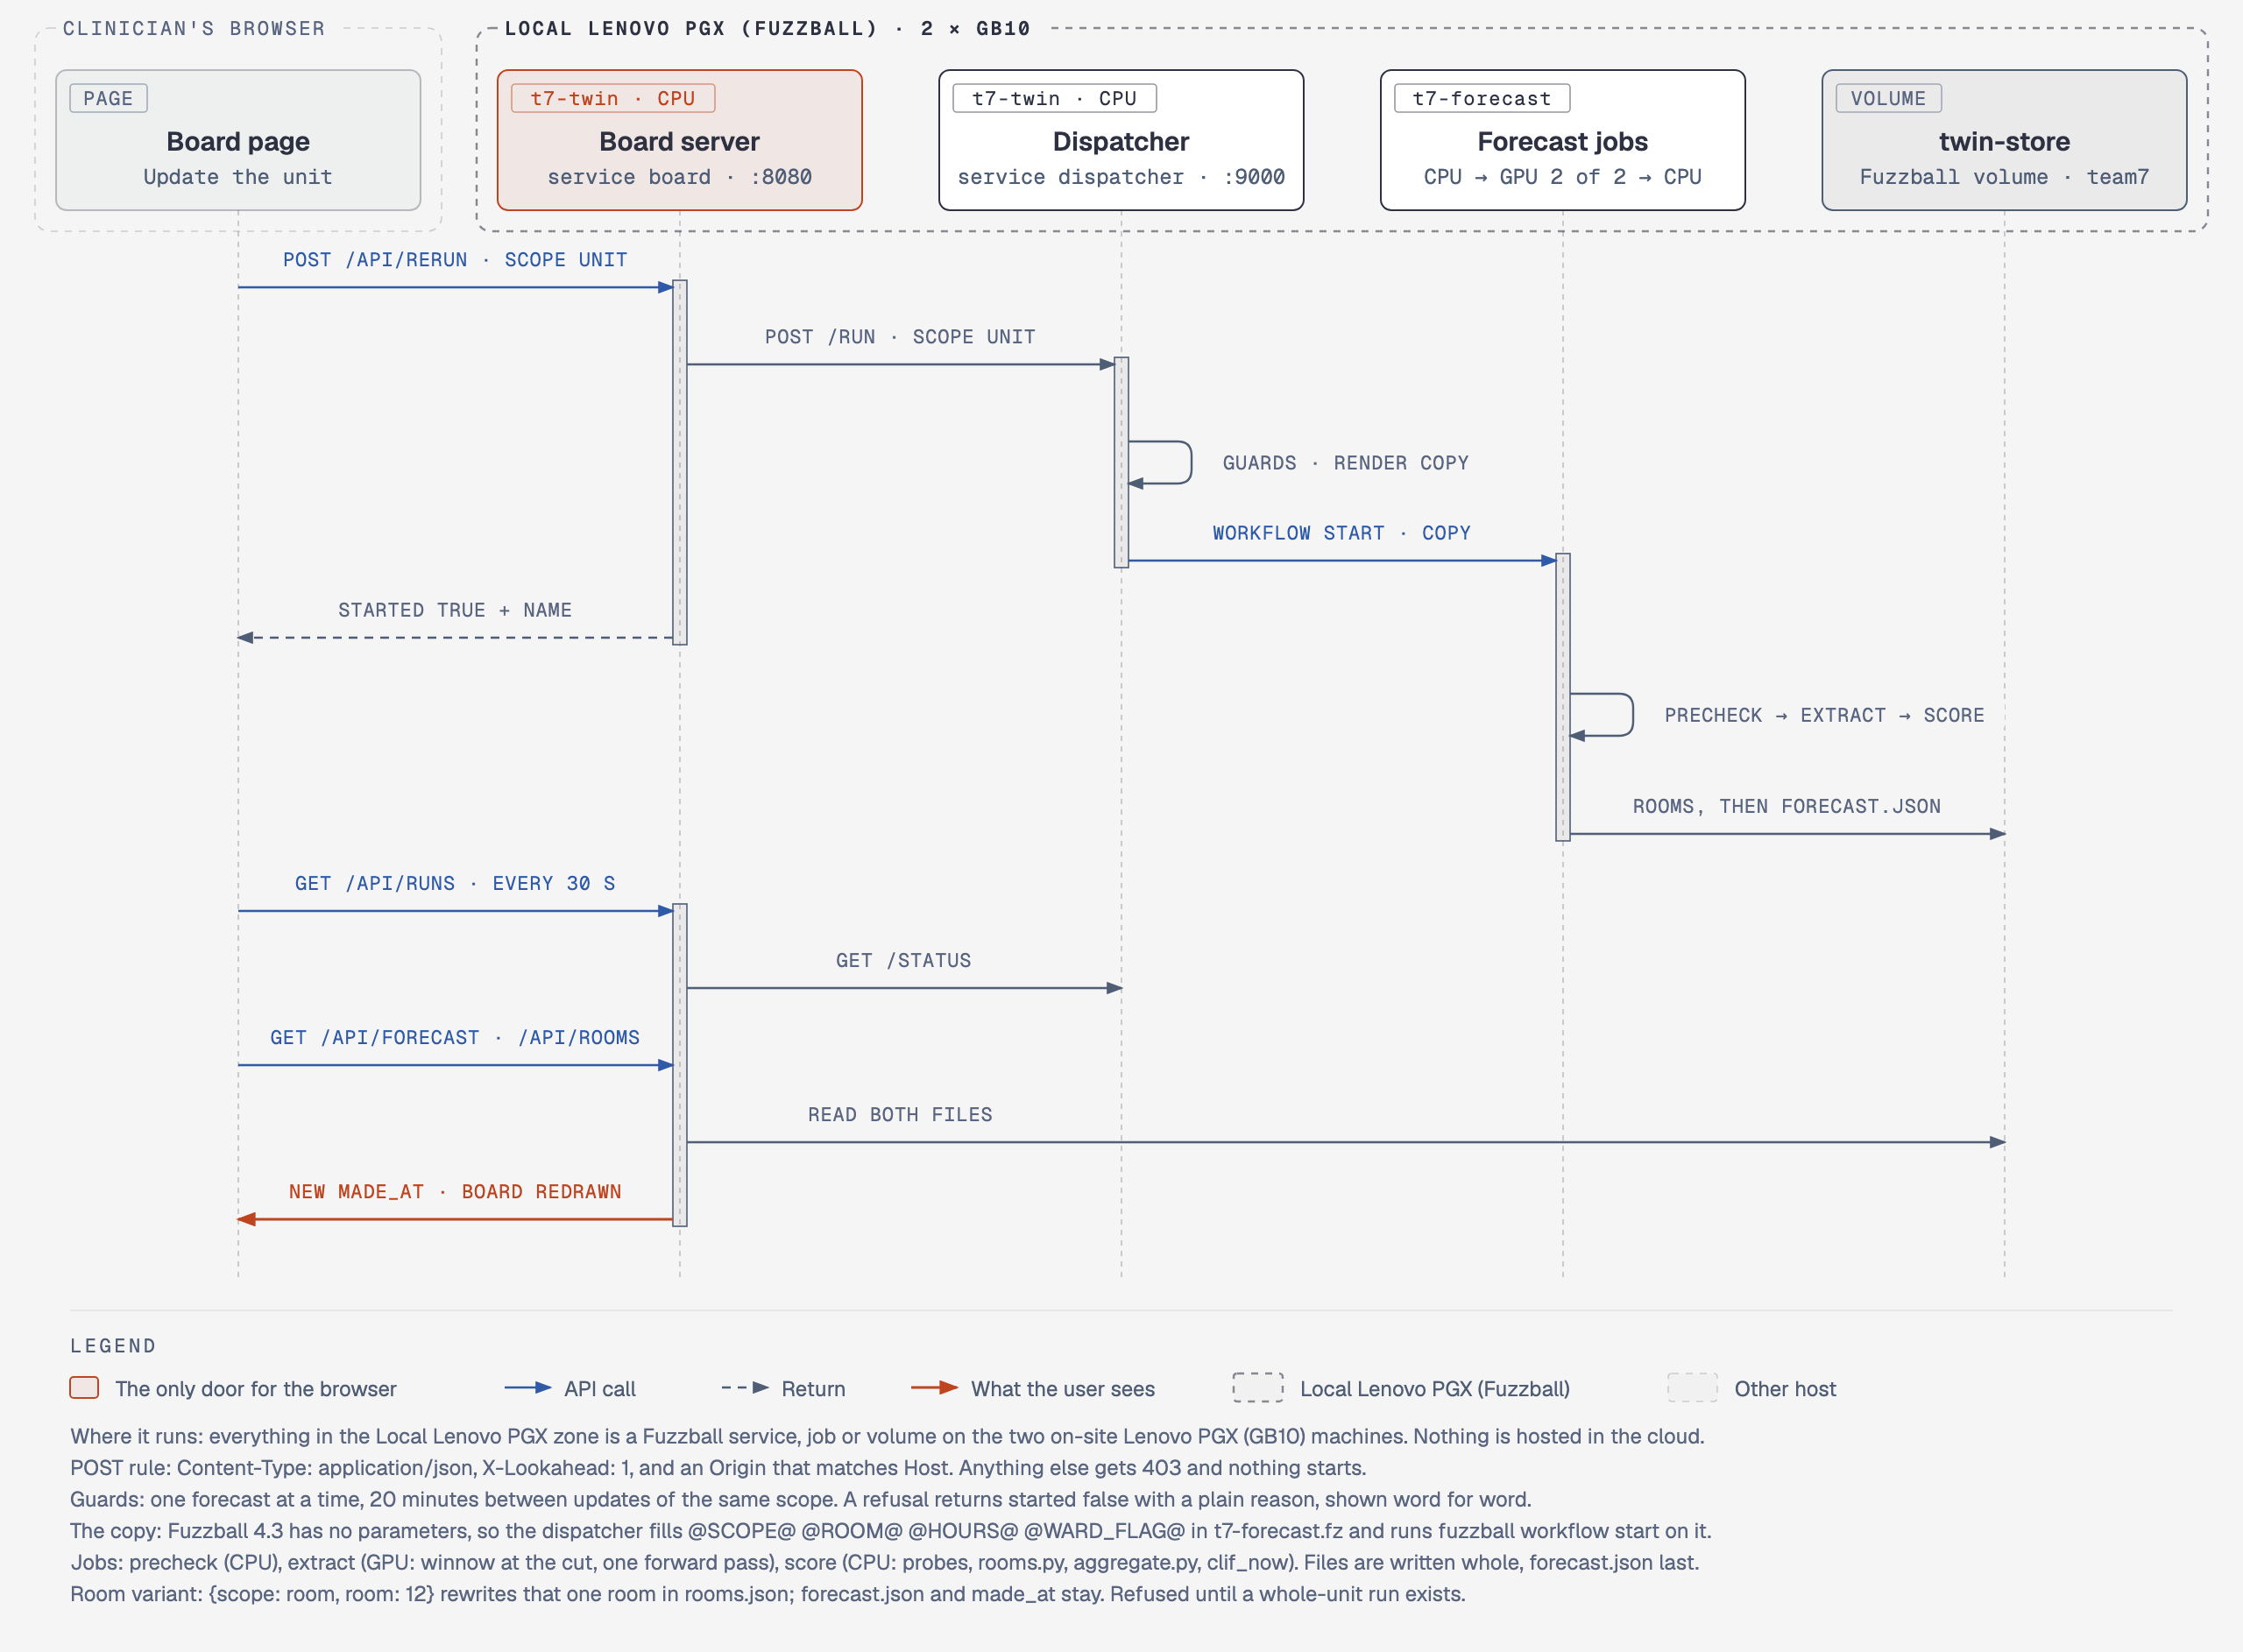 CLINICIAN'S BROWSER
LOCAL LENOVO PGX (FUZZBALL) · 2 × GB10
PAGE
Board page
Update the unit
t7-twin · CPU
Board server
service board · :8080
t7-twin · CPU
Dispatcher
service dispatcher · :9000
t7-forecast
Forecast jobs
CPU → GPU 2 of 2 → CPU
VOLUME
twin-store
Fuzzball volume · team7
POST /API/RERUN · SCOPE UNIT
POST /RUN · SCOPE UNIT
GUARDS · RENDER COPY
WORKFLOW START · COPY
STARTED TRUE + NAME
PRECHECK → EXTRACT → SCORE
ROOMS, THEN FORECAST.JSON
GET /API/RUNS · EVERY 30 S
GET /STATUS
GET /API/FORECAST · /API/ROOMS
READ BOTH FILES
NEW MADE_AT · BOARD REDRAWN
LEGEND
The only door for the browser
API call
Return
What the user sees
Local Lenovo PGX (Fuzzball)
Other host
Where it runs: everything in the Local Lenovo PGX zone is a Fuzzball service, job or volume on the two on-site Lenovo PGX (GB10) machines. Nothing is hosted in the cloud.
POST rule: Content-Type: application/json, X-Lookahead: 1, and an Origin that matches Host. Anything else gets 403 and nothing starts.
Guards: one forecast at a time, 20 minutes between updates of the same scope. A refusal returns started false with a plain reason, shown word for word.
The copy: Fuzzball 4.3 has no parameters, so the dispatcher fills @SCOPE@ @ROOM@ @HOURS@ @WARD_FLAG@ in t7-forecast.fz and runs fuzzball workflow start on it.
Jobs: precheck (CPU), extract (GPU: winnow at the cut, one forward pass), score (CPU: probes, rooms.py, aggregate.py, clif_now). Files are written whole, forecast.json last.
Room variant: {scope: room, room: 12} rewrites that one room in rooms.json; forecast.json and made_at stay. Refused until a whole-unit run exists.